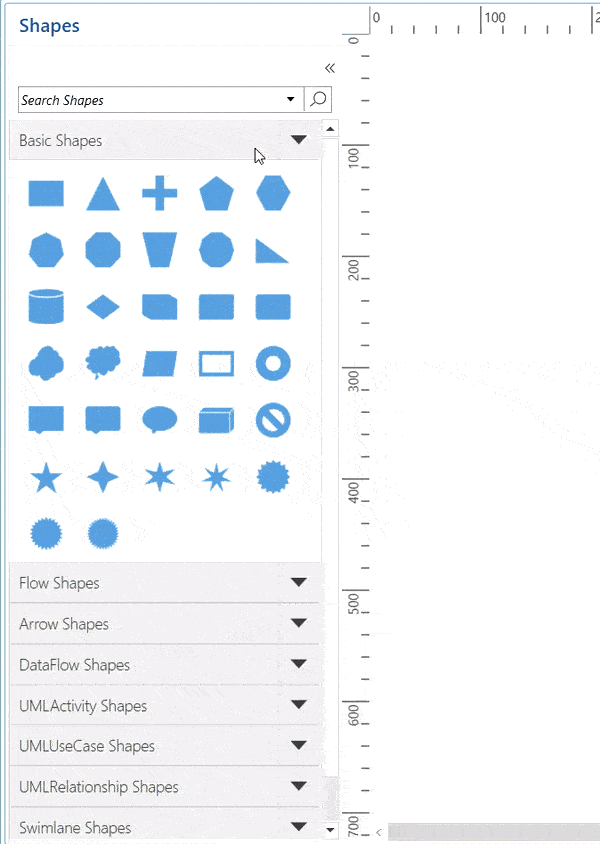 Shapes
0
100
2
0
«
Search Shapes
Basic Shapes
100
200
300
400
Flow Shapes
500
Arrow Shapes
DataFlow Shapes
UMLActivity Shapes
600
UMLUseCase Shapes
UMLRelationship Shapes
Swimlane Shapes
700